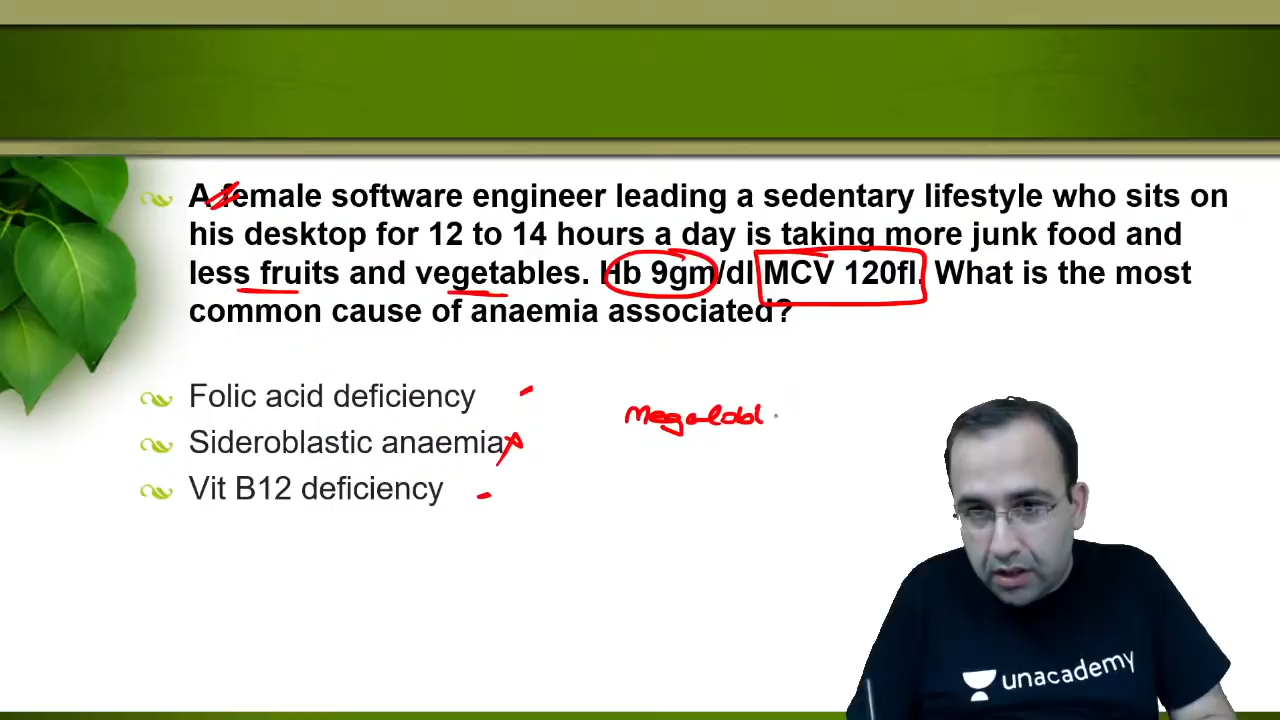 A female software engineer leading a sedentary lifestyle who sits on
his desktop for 12 to 14 hours a day is taking more junk food and
less fruits and vegetables. Hb 9gm/dl MCV 120fl. What is the most
common cause of anaemia associated?
Folic acid deficiency
Megalobl
Sideroblastic anaemia
Vit B12 deficiency
unacademy